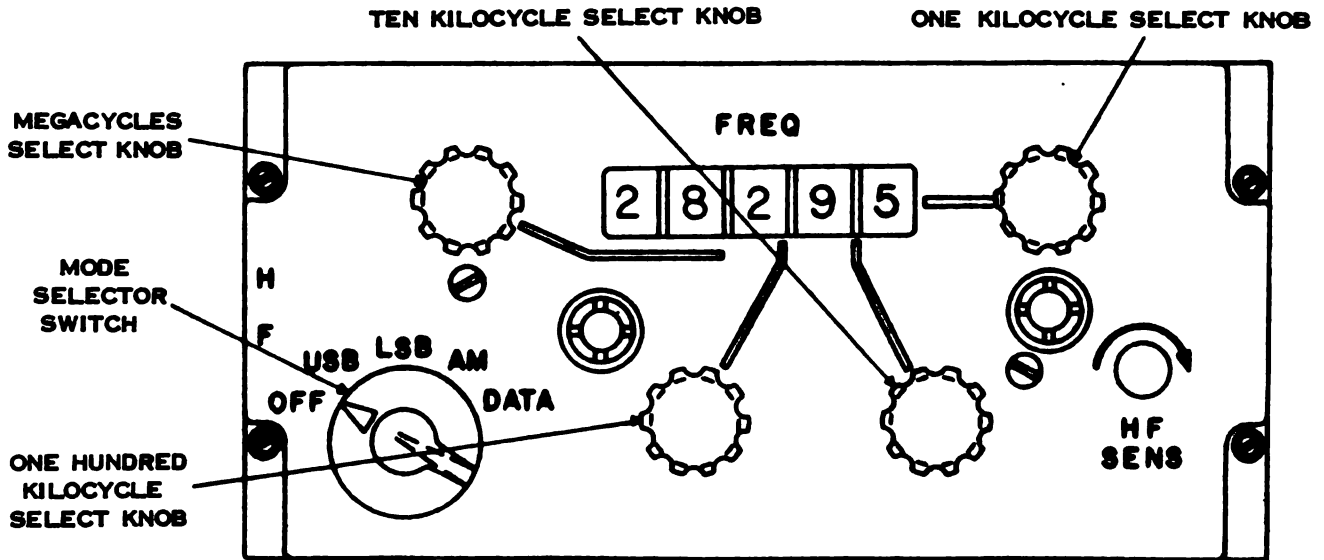 TEN KILOCYCLE SELECT KNOB
ONE KILOCYCLE SELECT KNOB
MEGACYCLES
SELECT KNOB
FREQ
2 8 2 9 5
MODE
SELECTOR
SWITCH
H
F
OFF
USB
LSB
AM
DATA
HF
SENS
ONE HUNDRED
KILOCYCLE
SELECT KNOB